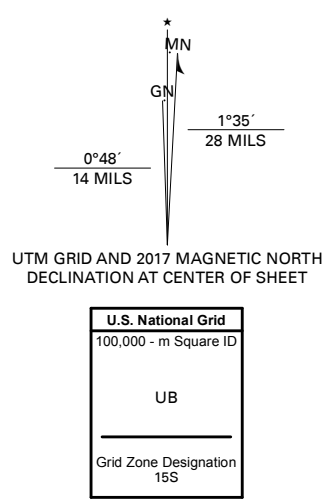 ★
MN
GN
1°35´
28 MILS
0°48´
14 MILS
UTM GRID AND 2017 MAGNETIC NORTH
DECLINATION AT CENTER OF SHEET
U.S. National Grid
100,000 - m Square ID
UB
Grid Zone Designation
15S